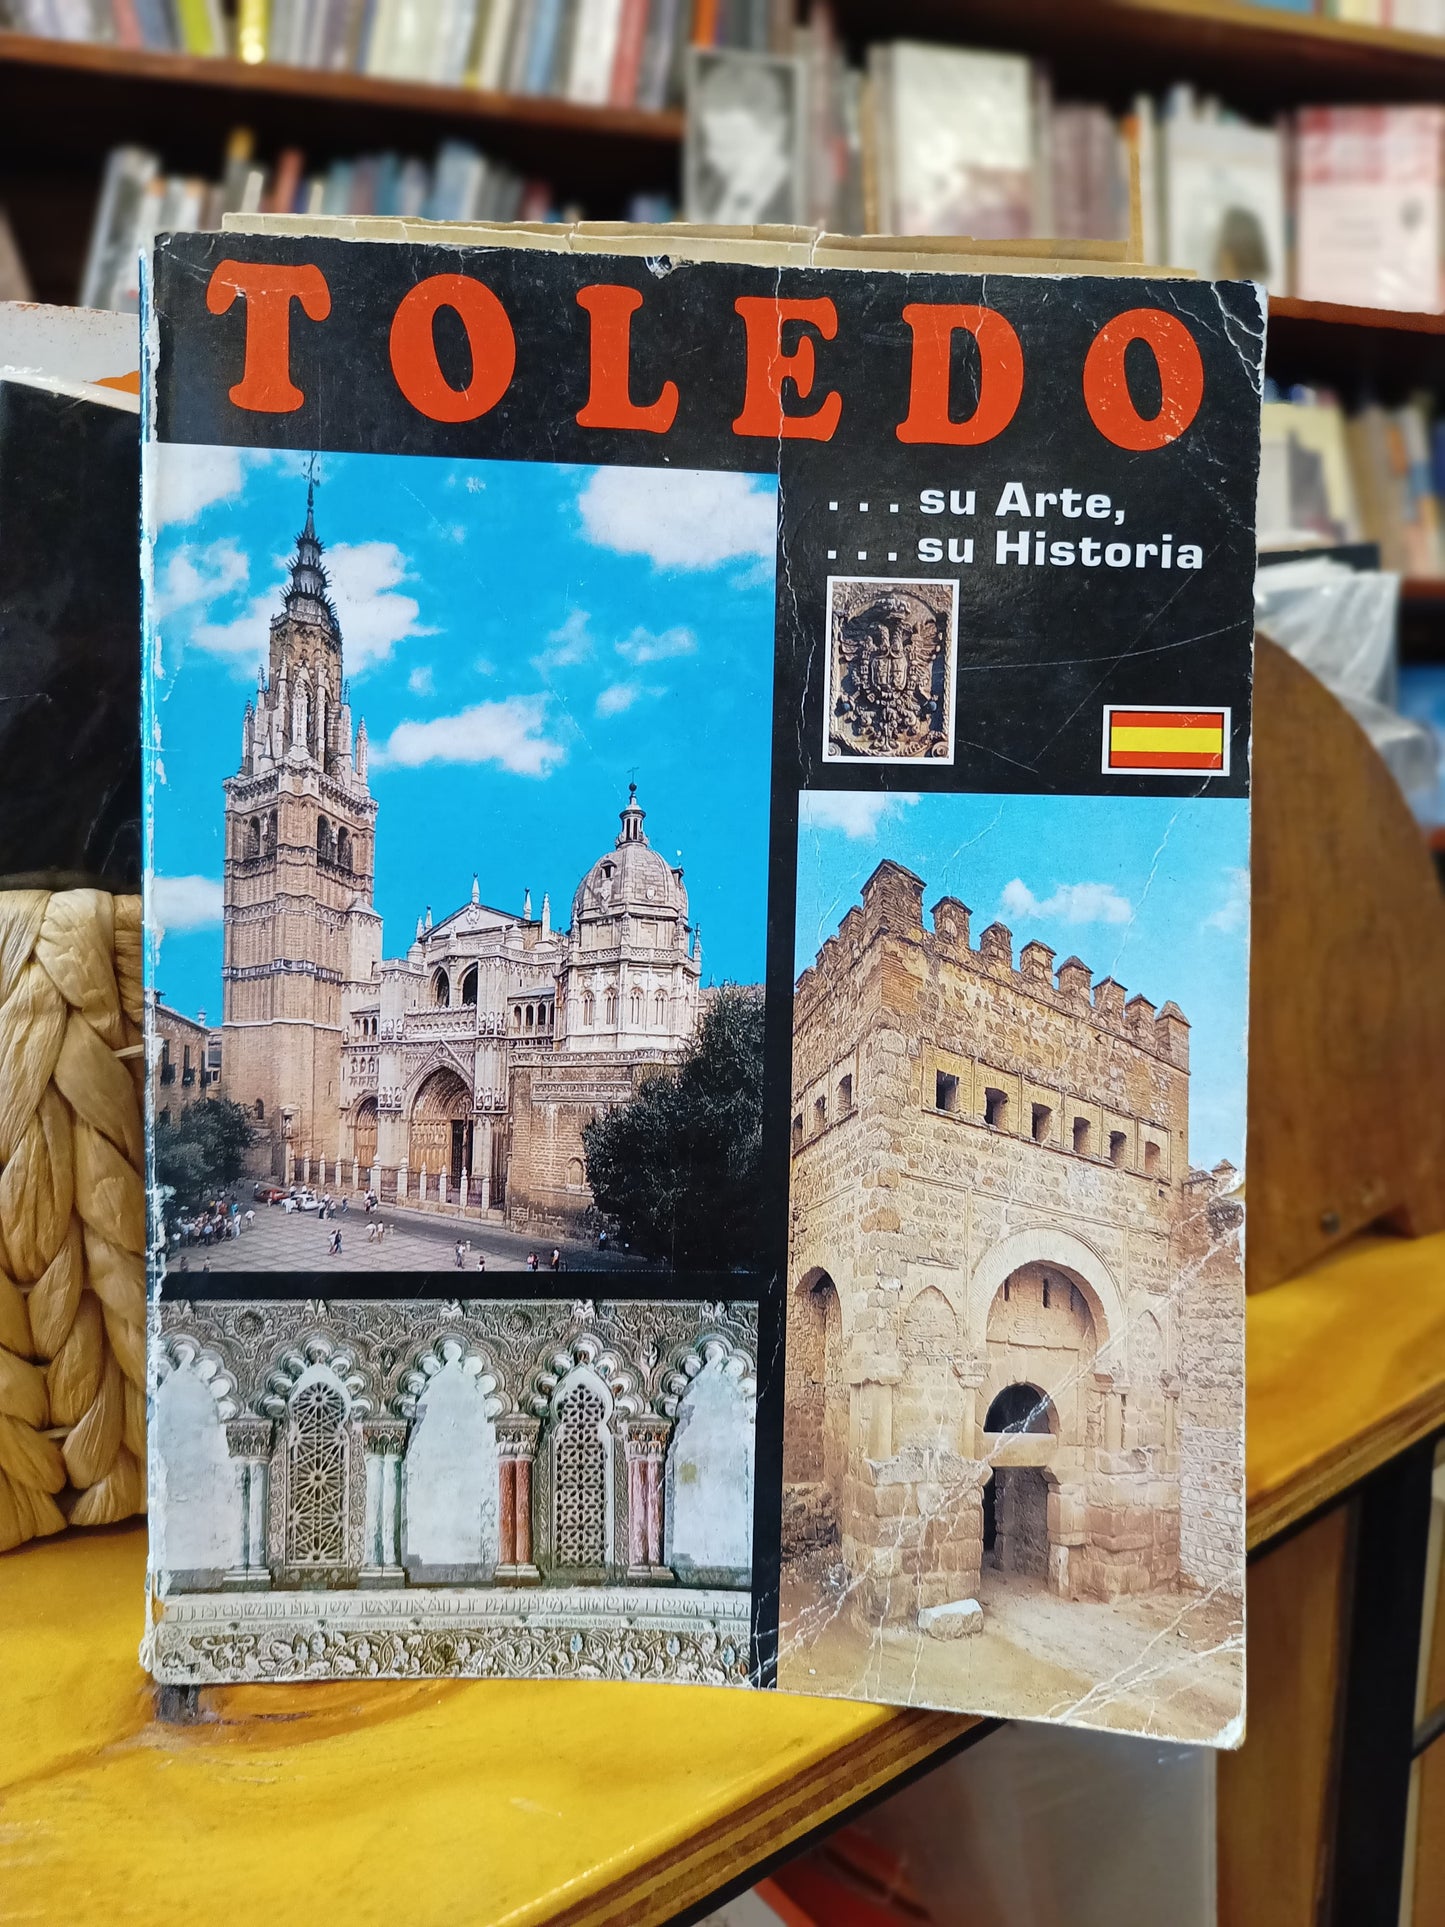 TOLEDO
. . . su Arte,
. . . su Historia